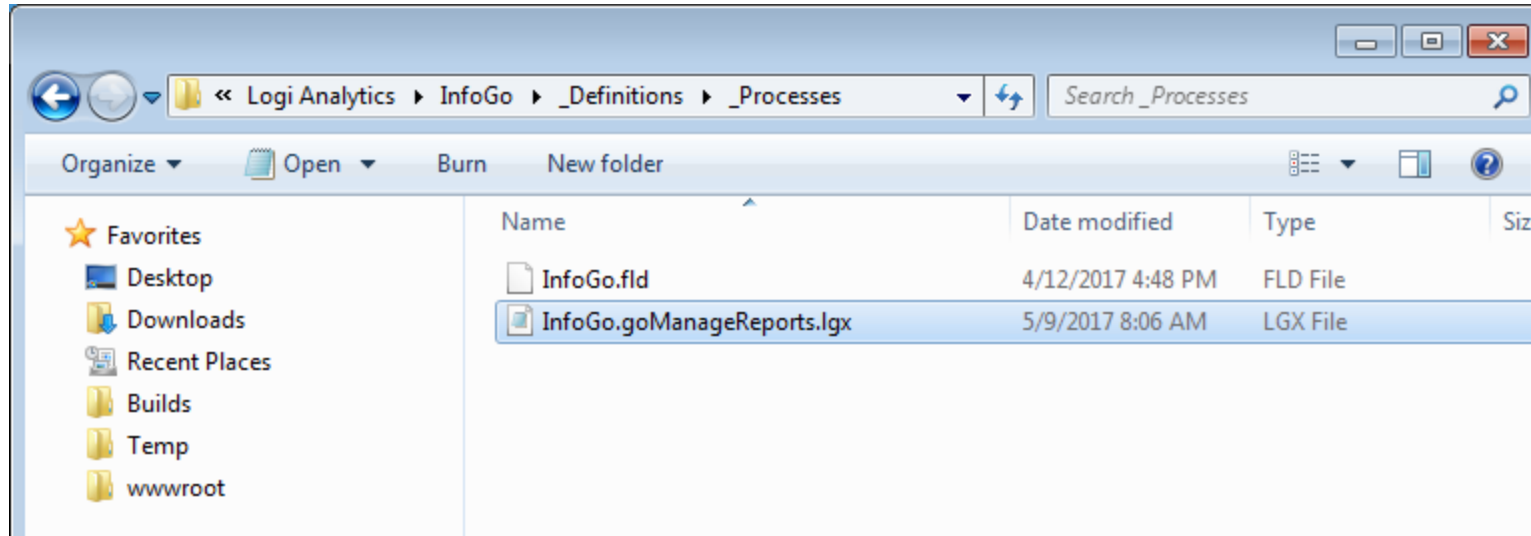 « Logi Analytics InfoGo _Definitions _Processes Search _Processes
Organize Open Burn New folder ?
Name Date modified Type Siz
Favorites
Desktop InfoGo.fld 4/12/2017 4:48 PM FLD File
Downloads InfoGo.goManageReports.lgx 5/9/2017 8:06 AM LGX File
Recent Places
Builds
Temp
wwwroot